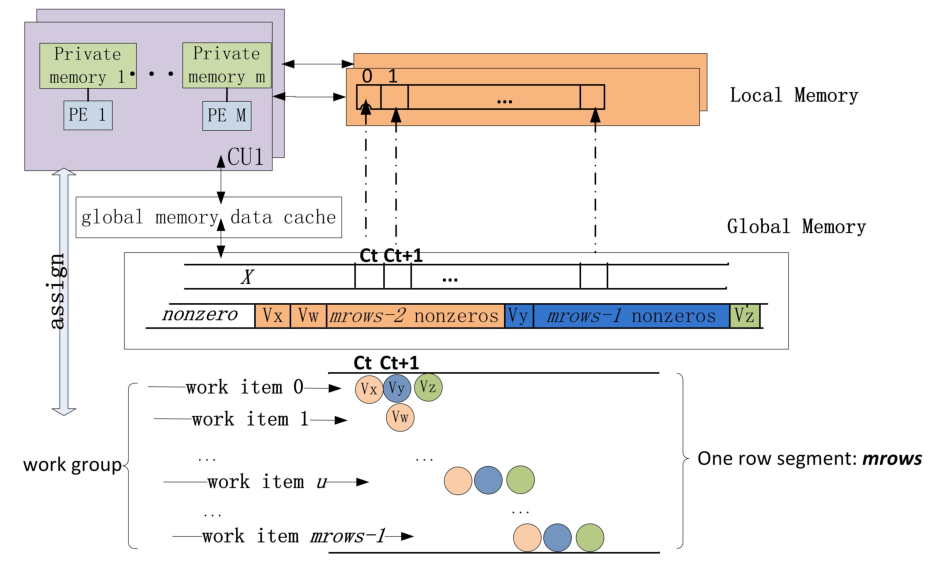 Private
memory 1
. . .
Private
memory m
PE 1
PE M
CU1
0 1
...
Local Memory
global memory data cache
Global Memory
assign
Ct Ct+1
X
...
nonzero Vx Vw mrows-2 nonzeros Vy mrows-1 nonzeros Vz
Ct Ct+1
work item 0 Vx Vy Vz
work item 1 Vw
work group
... ...
work item u
One row segment: mrows
... ...
work item mrows-1